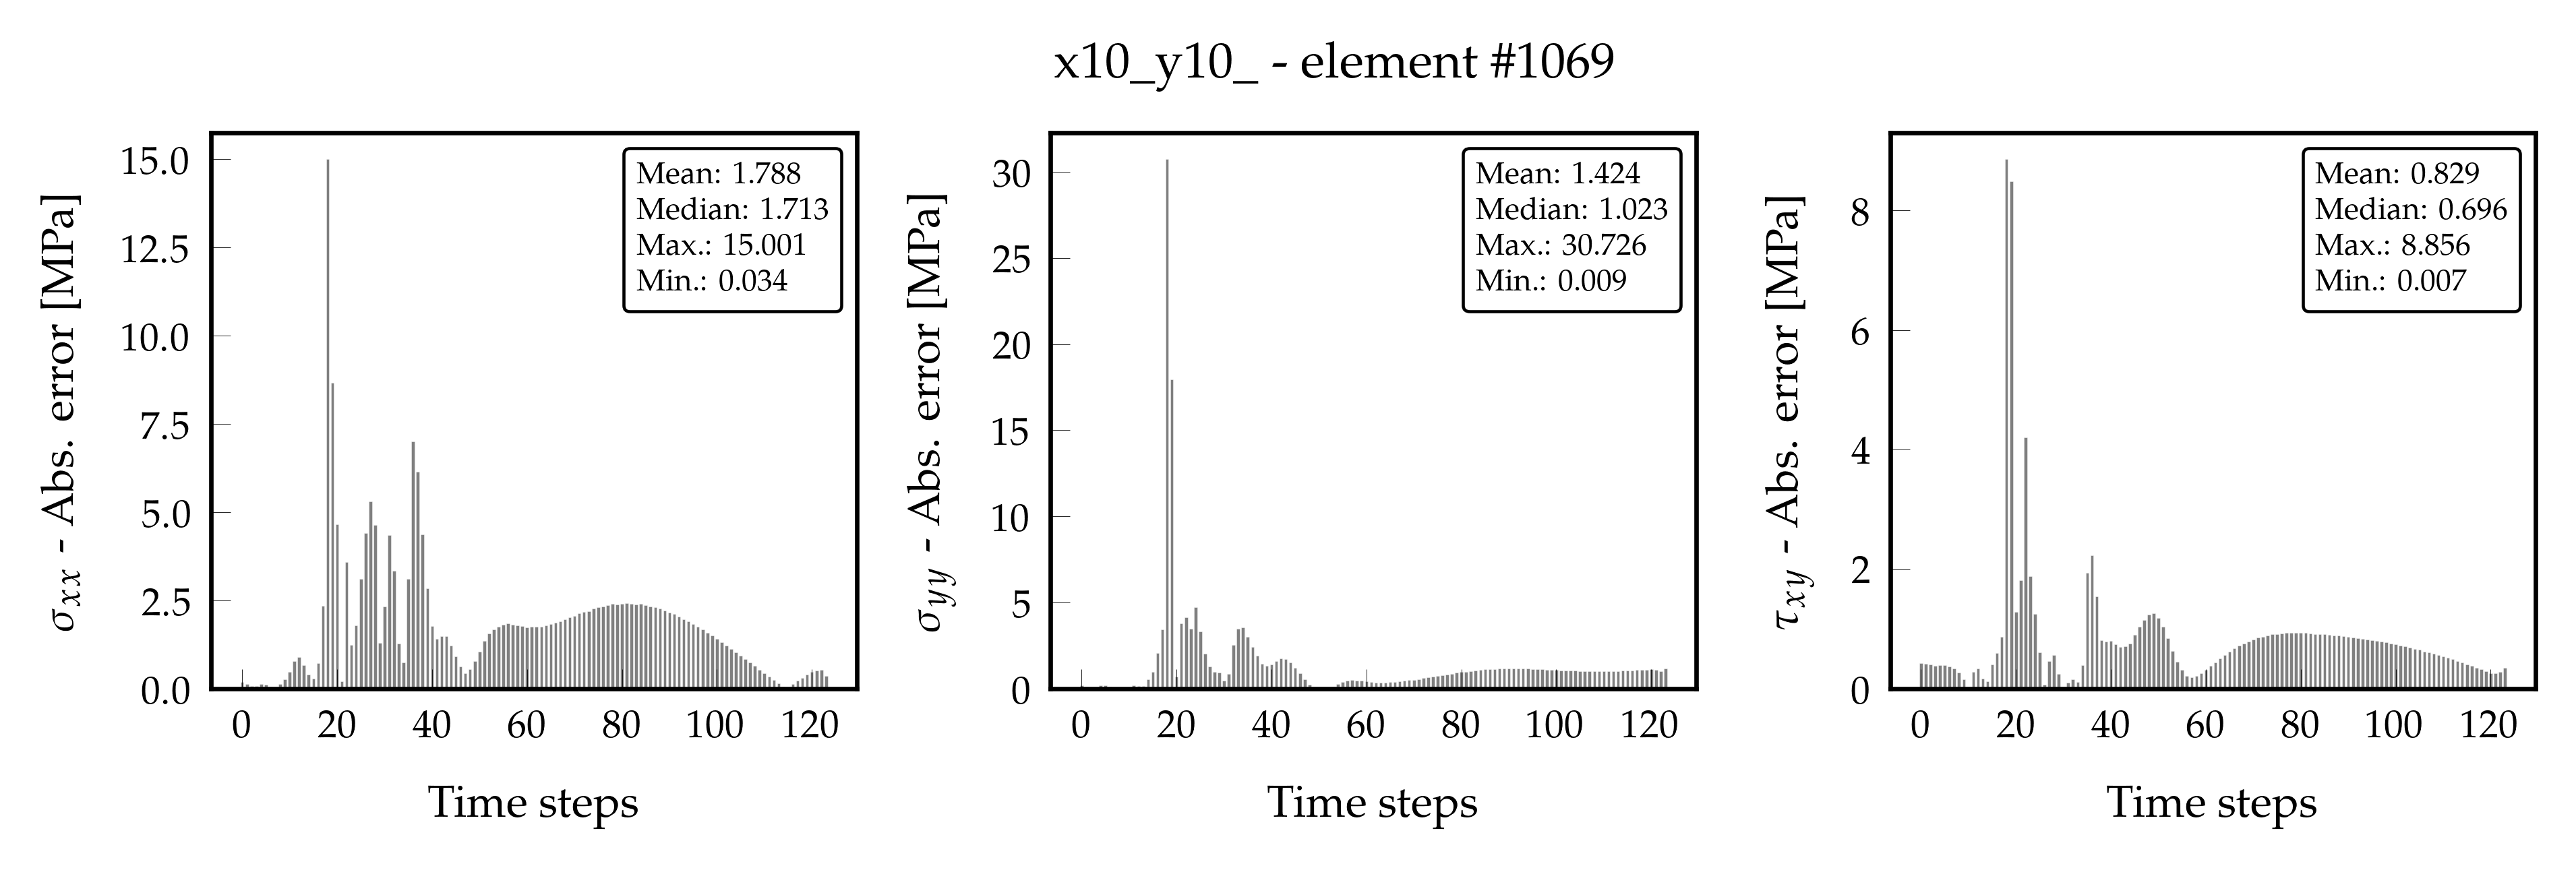 x10_y10_ - element #1069
σxx - Abs. error [MPa]
15.0
12.5
10.0
7.5
5.0
2.5
0.0
0 20 40 60 80 100 120
Time steps
Mean: 1.788
Median: 1.713
Max.: 15.001
Min.: 0.034
σyy - Abs. error [MPa]
30
25
20
15
10
5
0
0 20 40 60 80 100 120
Time steps
Mean: 1.424
Median: 1.023
Max.: 30.726
Min.: 0.009
τxy - Abs. error [MPa]
8
6
4
2
0
0 20 40 60 80 100 120
Time steps
Mean: 0.829
Median: 0.696
Max.: 8.856
Min.: 0.007